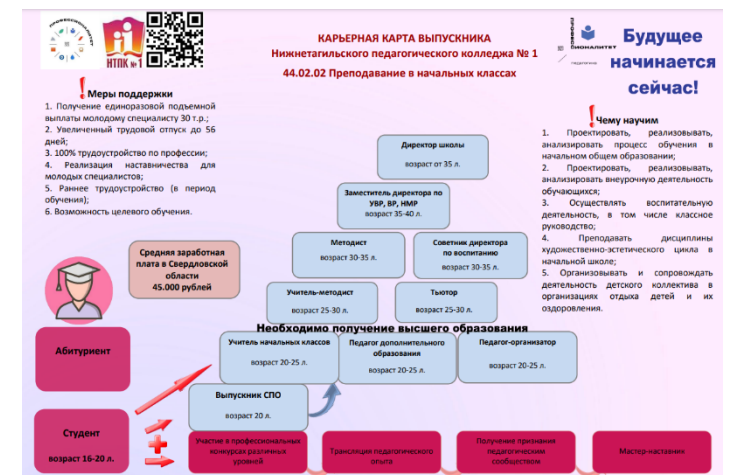 ПРОФЕССИОНАЛИТЕТ
НТПК № 1
КАРЬЕРНАЯ КАРТА ВЫПУСКНИКА
Нижнетагильского педагогического колледжа № 1
44.02.02 Преподавание в начальных классах
Будущее
начинается
сейчас!
Меры поддержки
1. Получение единоразовой подъемной
выплаты молодому специалисту 30 т.р.;
2. Увеличенный трудовой отпуск до 56
дней;
3. 100% трудоустройство по профессии;
4. Реализация наставничества для
молодых специалистов;
5. Раннее трудоустройство (в период
обучения);
6. Возможность целевого обучения.
Чему научим
1. Проектировать, реализовывать,
анализировать процесс обучения в
начальном общем образовании;
2. Проектировать, реализовывать,
анализировать внеурочную деятельность
обучающихся;
3. Осуществлять воспитательную
деятельность, в том числе классное
руководство;
4. Преподавать дисциплины
художественно-эстетического цикла в
начальной школе;
5. Организовывать и сопровождать
деятельность детского коллектива в
организациях отдыха детей и их
оздоровления.
Директор школы
возраст от 35 л.
Заместитель директора по
УВР, ВР, НМР
возраст 35-40 л.
Методист
возраст 30-35 л.
Советник директора
по воспитанию
возраст 30-35 л.
Средняя заработная
плата в Свердловской
области
45.000 рублей
Учитель-методист
возраст 25-30 л.
Тьютор
возраст 25-30 л.
Необходимо получение высшего образования
Учитель начальных классов
возраст 20-25 л.
Педагог дополнительного
образования
возраст 20-25 л.
Педагог-организатор
возраст 20-25 л.
Абитуриент
Выпускник СПО
возраст 20 л.
Студент
возраст 16-20 л.
Участие в профессиональных
конкурсах различных
уровней
Трансляция педагогического
опыта
Получение признания
педагогическим
сообществом
Мастер-наставник